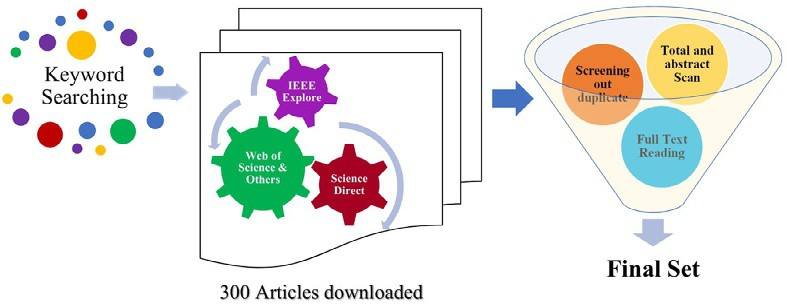 Keyword
Searching
IEEE
Explore
Web of
Science &
Others
Science
Direct
300 Articles downloaded
Screening
out
duplicate
Total and
abstract
Scan
Full Text
Reading
Final Set